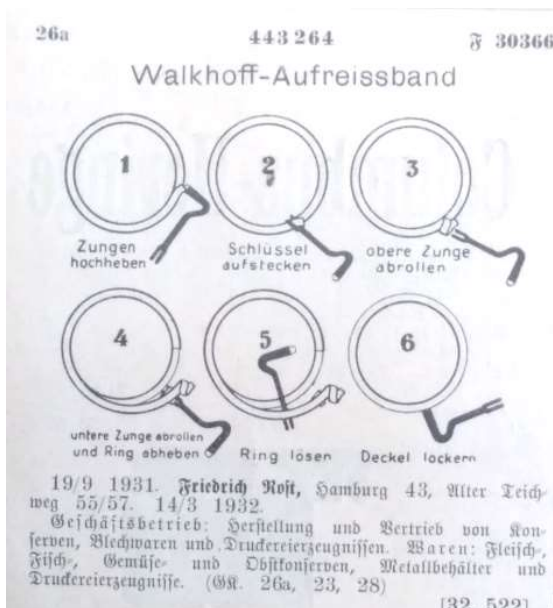 26a 443 264 F 30366
Walkhoff-Aufreissband
1 2 3
Zungen hochheben
Schlüssel aufstecken
obere Zunge abrollen
4 5 6
untere Zunge abrollen und Ring abheben
Ring lösen
Deckel lockern
19/9 1931. Friedrich Rost, Hamburg 43, Alter Teich-
weg 55/57. 14/3 1932.
Geschäftsbetrieb: Herstellung und Vertrieb von Kon-
serven, Blechwaren und Druckereierzeugnissen. Waren: Fleisch-,
Fisch-, Gemüse- und Obstkonserven, Metallbehälter und
Druckereierzeugnisse. (GKl. 26a, 23, 28)
[32 522]